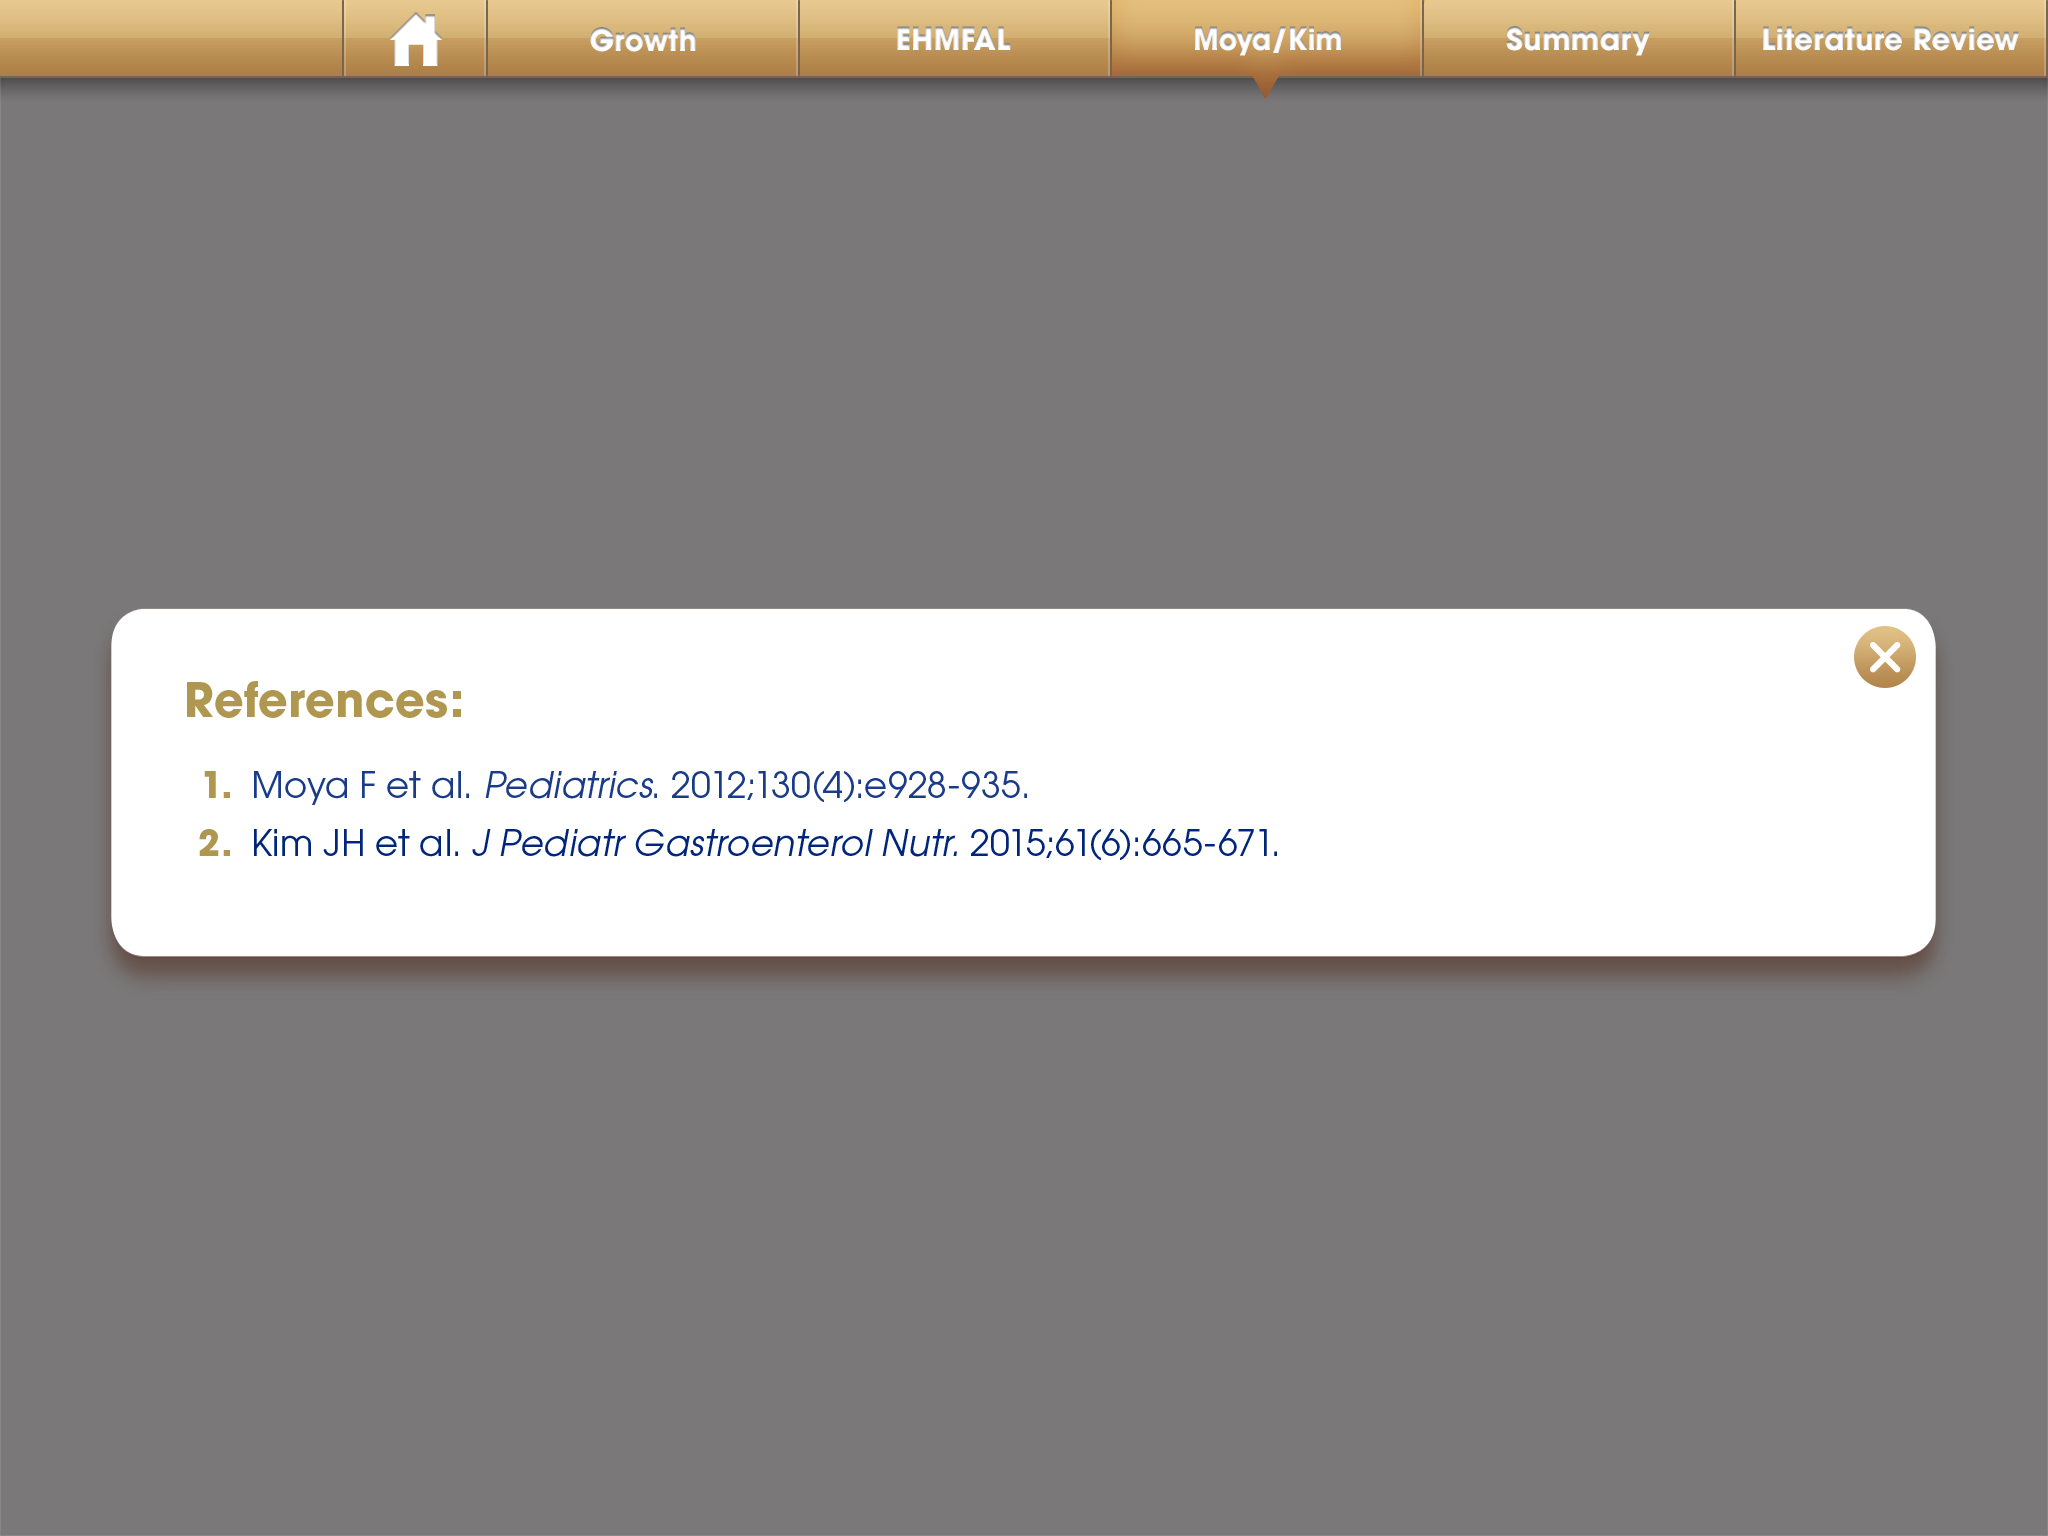 Growth
EHMFAL
Moya/Kim
Summary
Literature Review
References:
1. Moya F et al. Pediatrics. 2012;130(4):e928-935.
2. Kim JH et al. J Pediatr Gastroenterol Nutr. 2015;61(6):665-671.